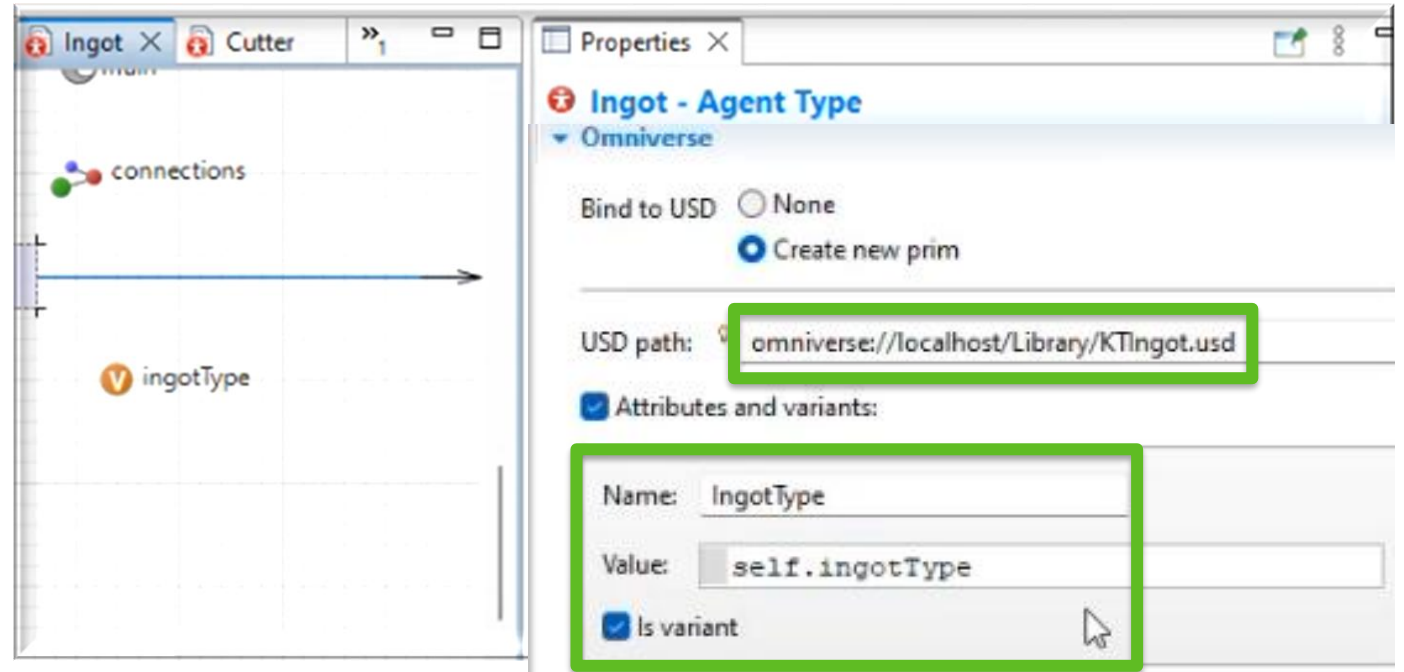 Ingot
Cutter
»1
main
connections
ingotType
Properties
Ingot - Agent Type
Omniverse
Bind to USD
None
Create new prim
USD path:
omniverse://localhost/Library/KTIngot.usd
Attributes and variants:
Name:
IngotType
Value:
self.ingotType
Is variant